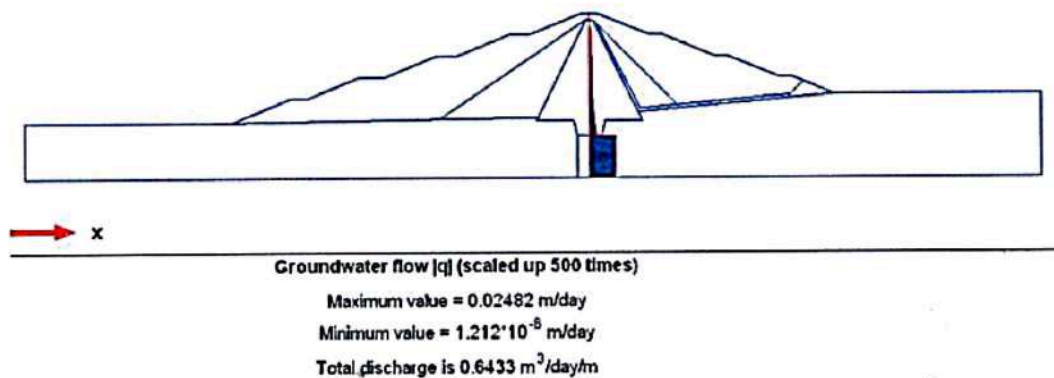 x
Groundwater flow |q| (scaled up 500 times)
Maximum value = 0.02482 m/day
Minimum value = 1.212*10⁻⁶ m/day
Total discharge is 0.6433 m³/day/m